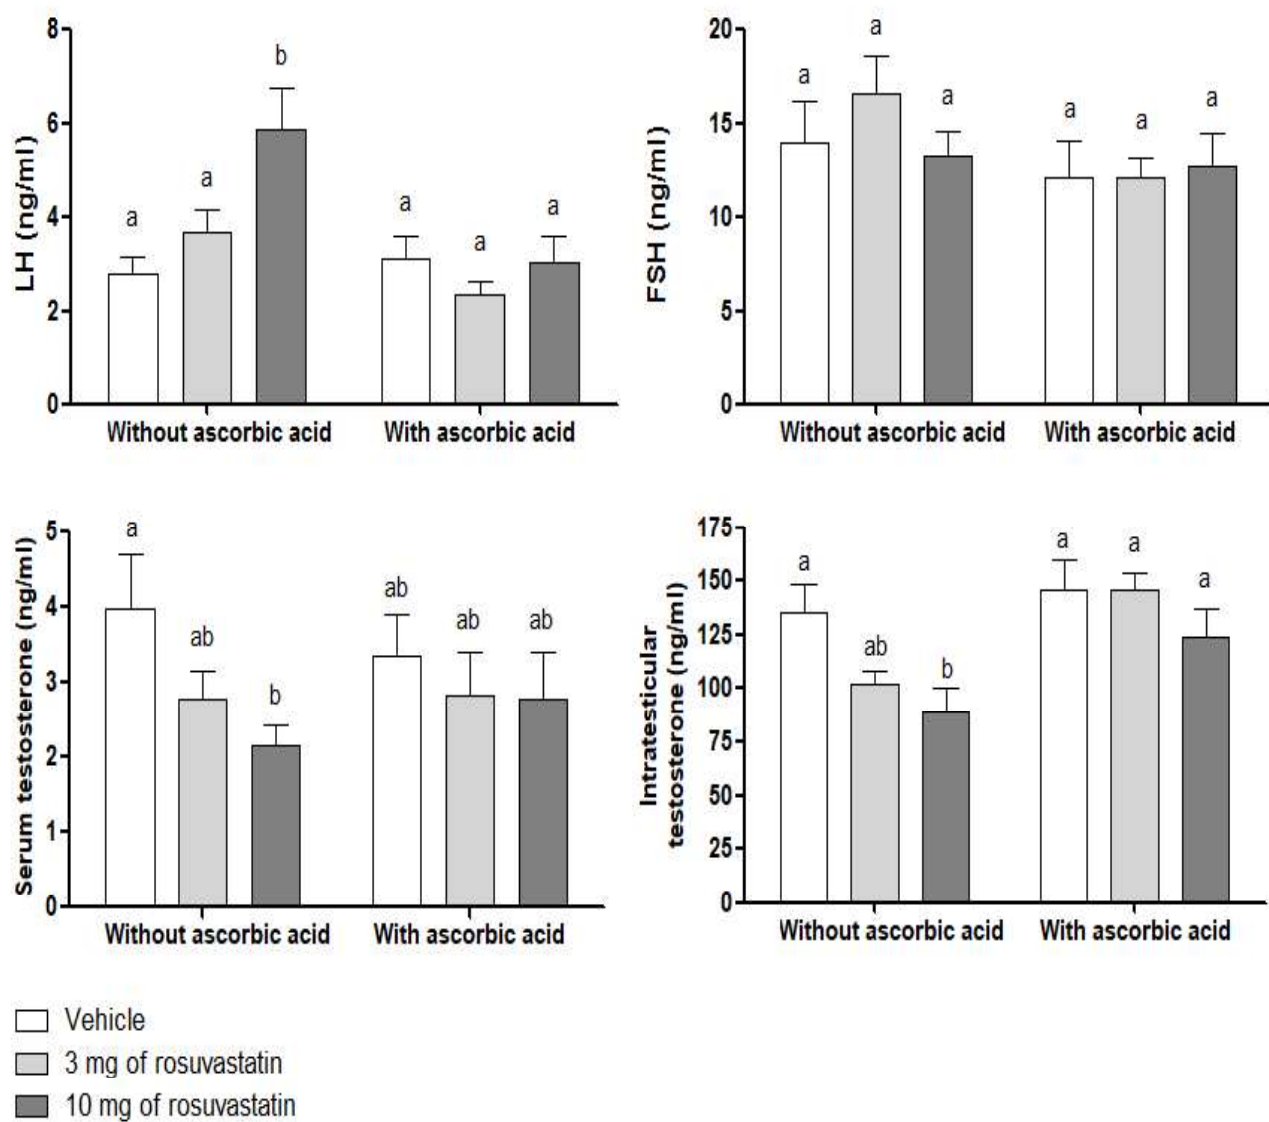 8
6
4
2
0
LH (ng/ml)
a
a
b
a
a
a
Without ascorbic acid
With ascorbic acid
20
15
10
5
0
FSH (ng/ml)
a
a
a
a
a
a
Without ascorbic acid
With ascorbic acid
5
4
3
2
1
0
Serum testosterone (ng/ml)
a
ab
b
ab
ab
ab
Without ascorbic acid
With ascorbic acid
175
150
125
100
75
50
25
0
Intratesticular
testosterone (ng/ml)
a
ab
b
a
a
a
Without ascorbic acid
With ascorbic acid
Vehicle
3 mg of rosuvastatin
10 mg of rosuvastatin